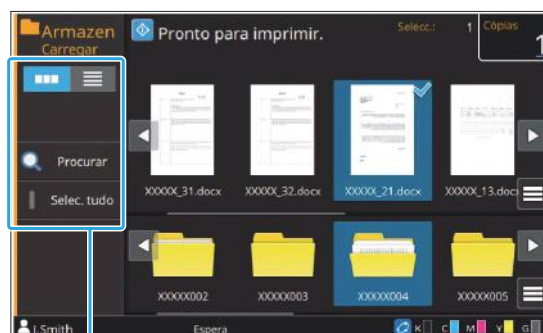 Armazen
Carregar
Pronto para imprimir.
Selecc.:
1
Cópias
1
Procurar
Selec. tudo
XXXXX_31.docx
XXXXX_32.docx
XXXXX_21.docx
XXXXX_13.docx
XXXXX002
XXXXX003
XXXXX004
XXXXX005
J.Smith
Espera
K
C
M
Y
G